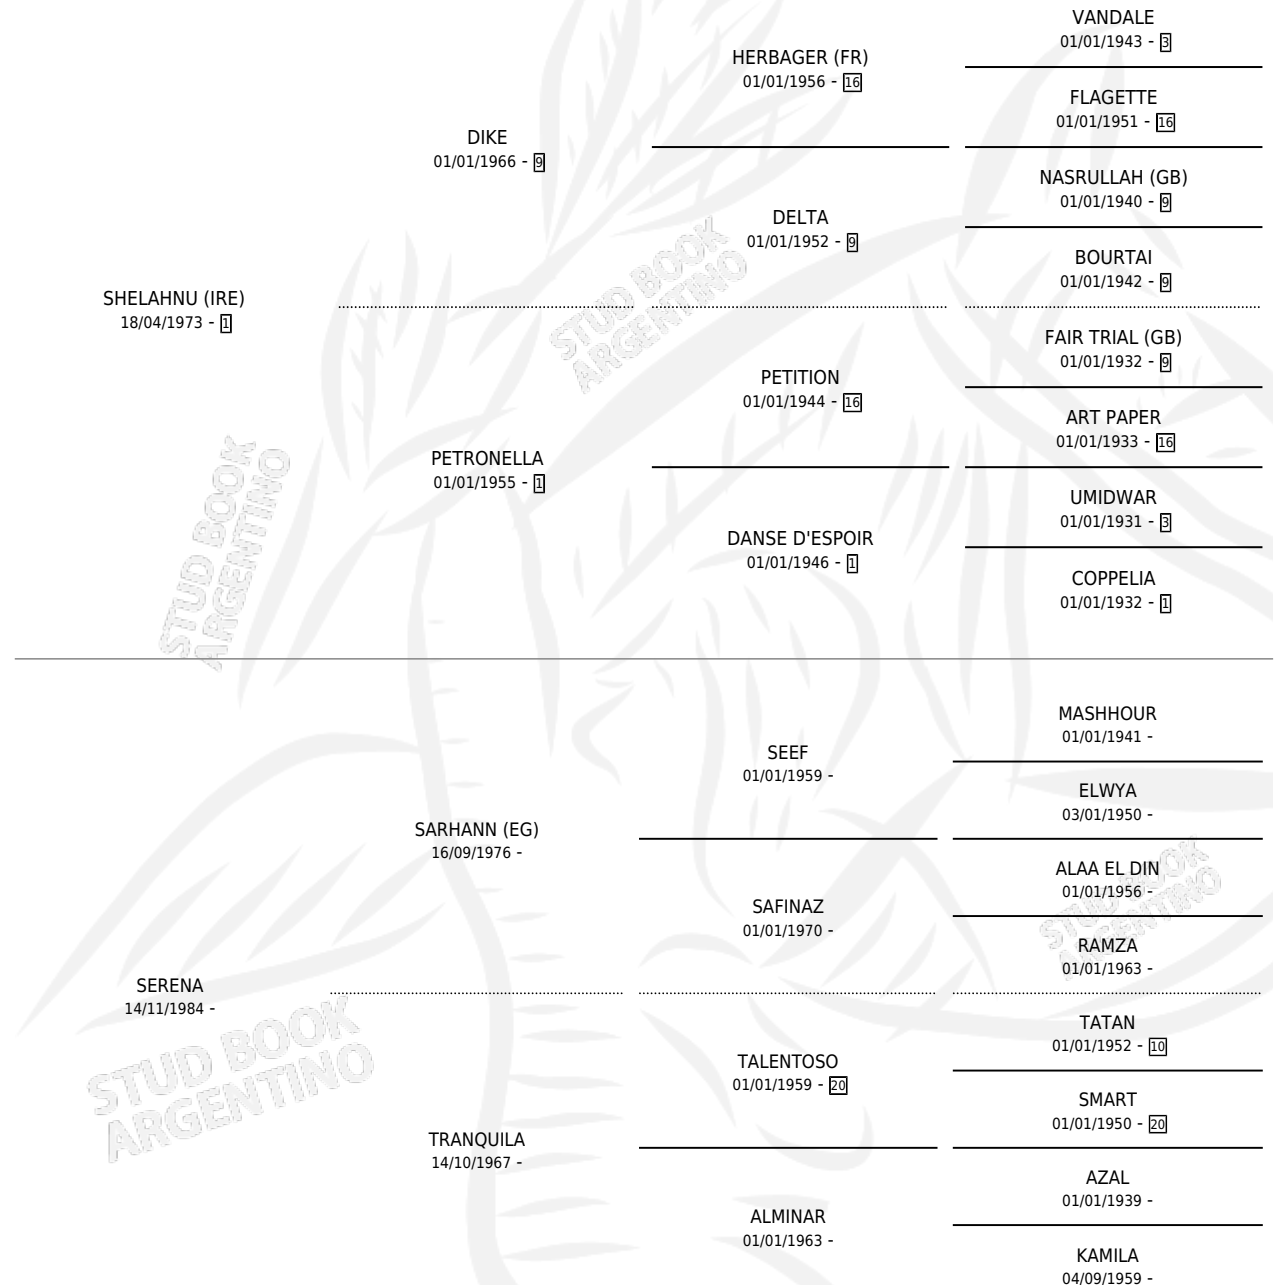 VANDALE
01/01/1943 - 3
HERBAGER (FR)
01/01/1956 - 16
FLAGETTE
01/01/1951 - 16
DIKE
01/01/1966 - 9
NASRULLAH (GB)
01/01/1940 - 9
DELTA
01/01/1952 - 9
BOURTAI
01/01/1942 - 9
SHELAHNU (IRE)
18/04/1973 - 1
FAIR TRIAL (GB)
01/01/1932 - 9
PETITION
01/01/1944 - 16
ART PAPER
01/01/1933 - 16
PETRONELLA
01/01/1955 - 1
UMIDWAR
01/01/1931 - 3
DANSE D'ESPOIR
01/01/1946 - 1
COPPELIA
01/01/1932 - 1
MASHHOUR
01/01/1941 -
SEEF
01/01/1959 -
ELWYA
03/01/1950 -
SARHANN (EG)
16/09/1976 -
ALAA EL DIN
01/01/1956 -
SAFINAZ
01/01/1970 -
RAMZA
01/01/1963 -
SERENA
14/11/1984 -
TATAN
01/01/1952 - 10
TALENTOSO
01/01/1959 - 20
SMART
01/01/1950 - 20
TRANQUILA
14/10/1967 -
AZAL
01/01/1939 -
ALMINAR
01/01/1963 -
KAMILA
04/09/1959 -
STUD BOOK
ARGENTINO
STUD BOOK
ARGENTINO
STUD BOOK
ARGENTINO
STUD BOOK
ARGENTINO